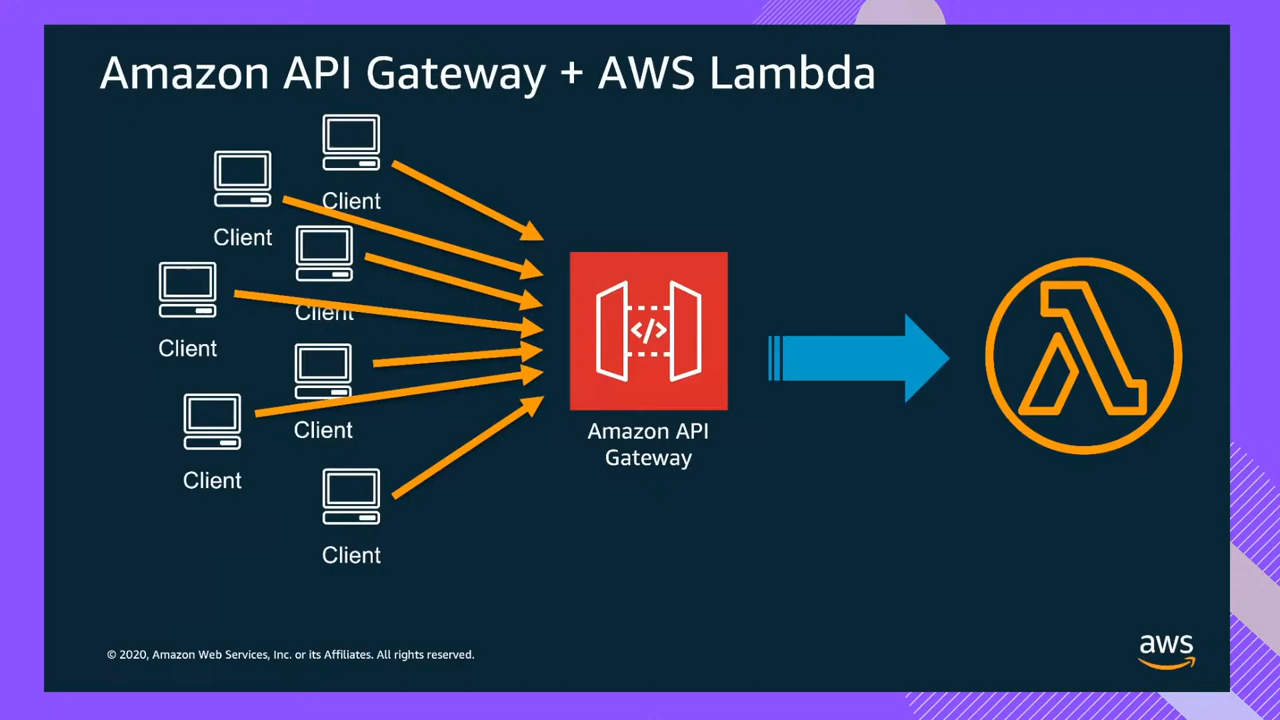 Amazon API Gateway + AWS Lambda
Client
Client
Client
Client
Client
Client
Client
Amazon API
Gateway
</>
© 2020, Amazon Web Services, Inc. or its Affiliates. All rights reserved.
aws